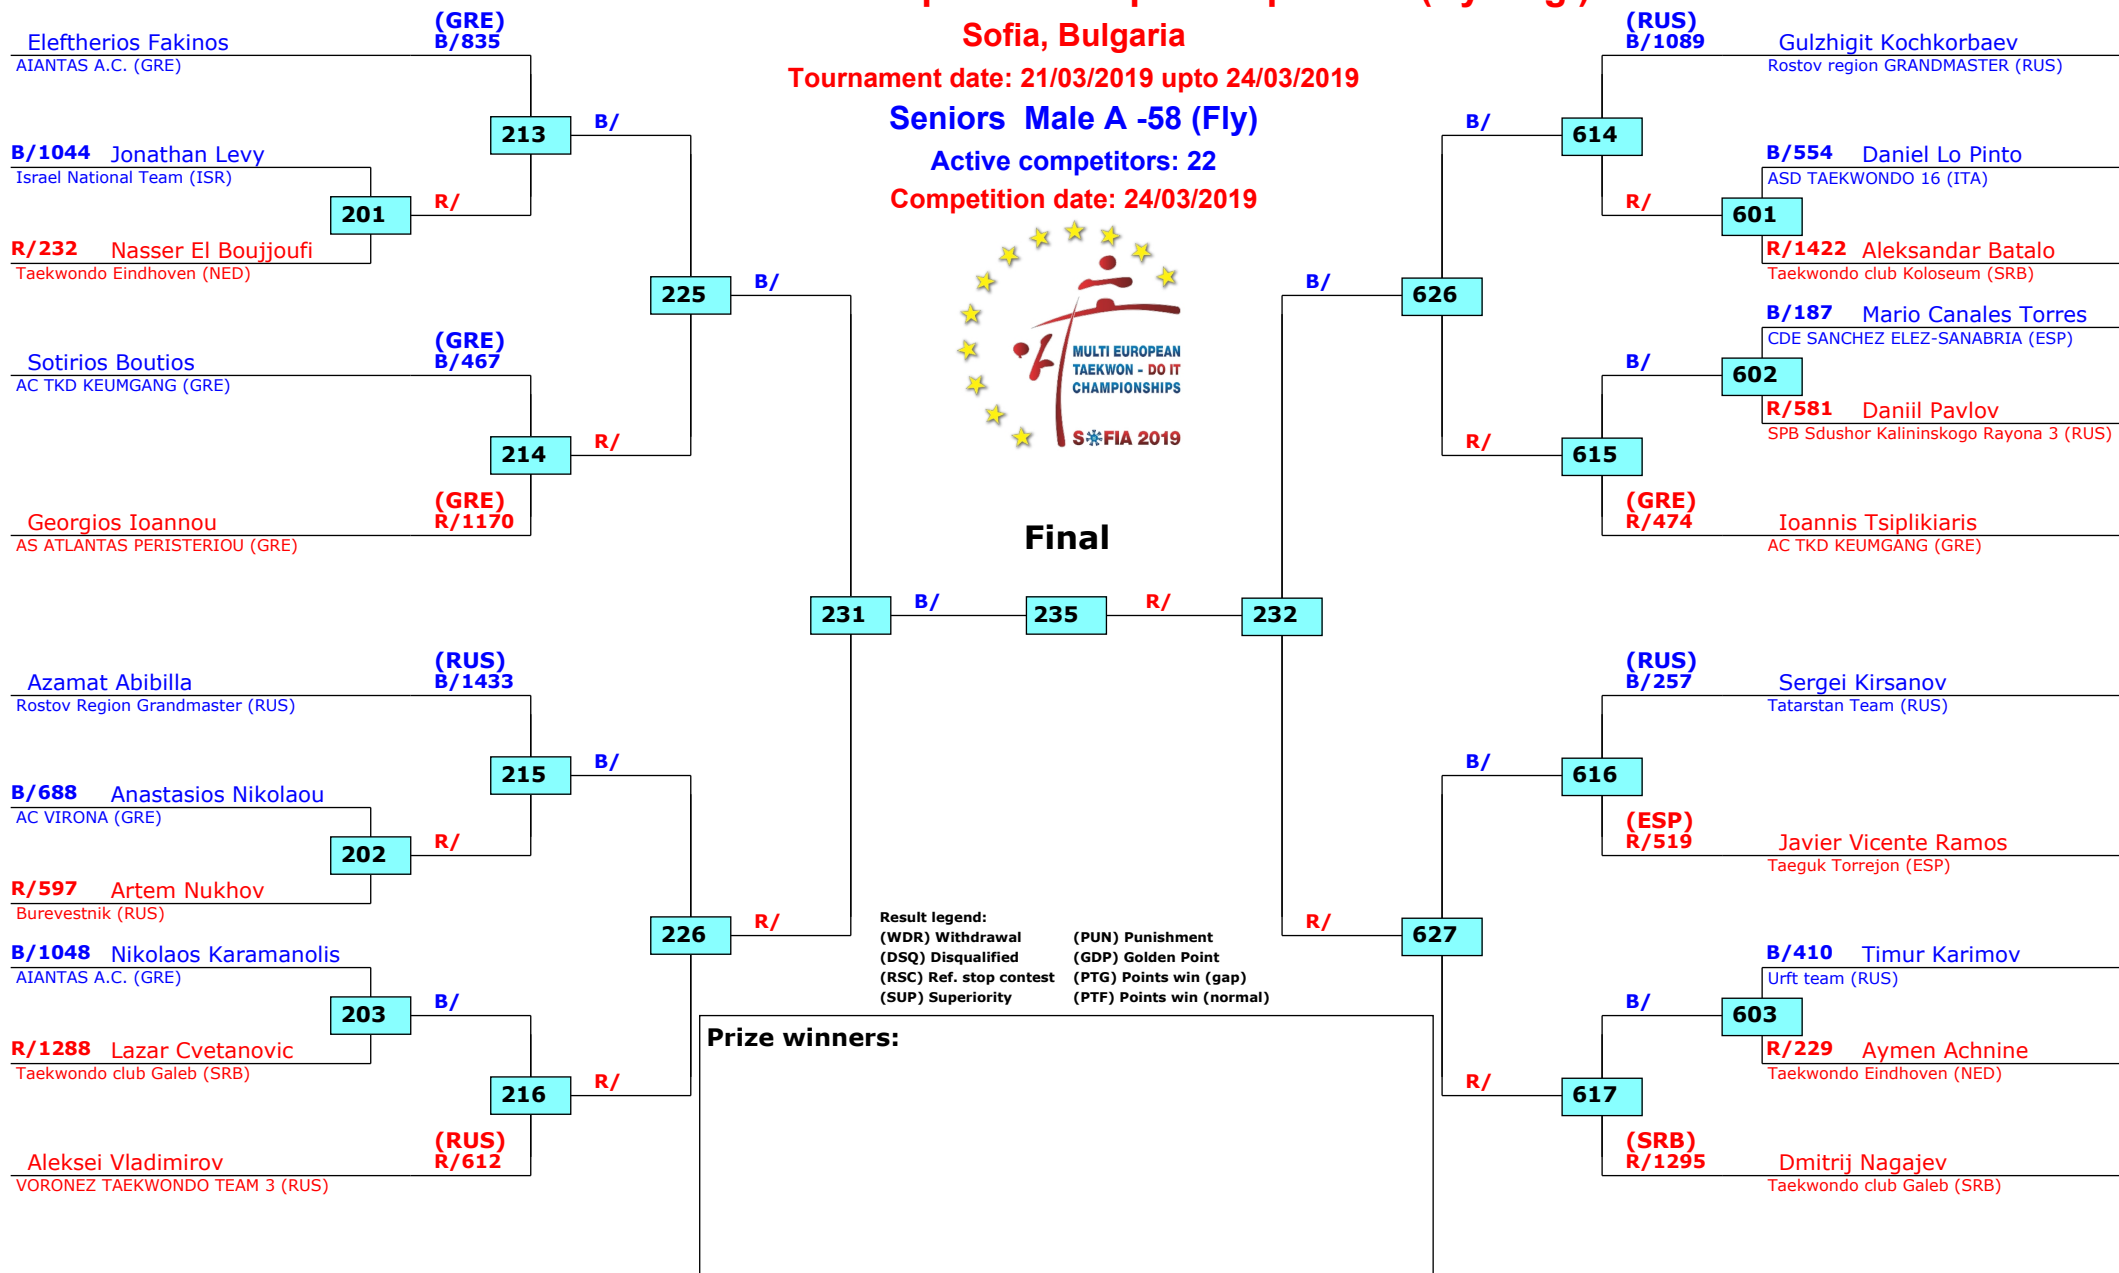 Sofia, Bulgaria
Tournament date: 21/03/2019 upto 24/03/2019
Seniors Male A -58 (Fly)
Active competitors: 22
Competition date: 24/03/2019
MULTI EUROPEAN
TAEKWON - DO IT
CHAMPIONSHIPS
SOFIA 2019
(GRE)
Eleftherios Fakinos B/835
AIANTAS A.C. (GRE)
213 B/
B/1044 Jonathan Levy
Israel National Team (ISR)
201 R/
R/232 Nasser El Boujjoufi
Taekwondo Eindhoven (NED)
225 B/
(GRE)
Sotirios Boutios B/467
AC TKD KEUMGANG (GRE)
214 R/
(GRE)
Georgios Ioannou R/1170
AS ATLANTAS PERISTERIOU (GRE)
Final
231 B/ 235 R/ 232
(RUS)
Azamat Abibilla B/1433
Rostov Region Grandmaster (RUS)
215 B/
B/688 Anastasios Nikolaou
AC VIRONA (GRE)
202 R/
R/597 Artem Nukhov
Burevestnik (RUS)
226 R/
B/1048 Nikolaos Karamanolis
AIANTAS A.C. (GRE)
203 B/
R/1288 Lazar Cvetanovic
Taekwondo club Galeb (SRB)
216 R/
(RUS)
Aleksei Vladimirov R/612
VORONEZ TAEKWONDO TEAM 3 (RUS)
(RUS)
B/1089 Gulzhigit Kochkorbaev
Rostov region GRANDMASTER (RUS)
B/ 614
B/554 Daniel Lo Pinto
ASD TAEKWONDO 16 (ITA)
R/ 601
R/1422 Aleksandar Batalo
Taekwondo club Koloseum (SRB)
B/ 626
B/187 Mario Canales Torres
CDE SANCHEZ ELEZ-SANABRIA (ESP)
B/ 602
R/581 Daniil Pavlov
SPB Sdushor Kalininskogo Rayona 3 (RUS)
R/ 615
(GRE)
R/474 Ioannis Tsiplikiaris
AC TKD KEUMGANG (GRE)
(RUS)
B/257 Sergei Kirsanov
Tatarstan Team (RUS)
B/ 616
(ESP)
R/519 Javier Vicente Ramos
Taeguk Torrejon (ESP)
R/ 627
B/410 Timur Karimov
Urft team (RUS)
B/ 603
R/229 Aymen Achnine
Taekwondo Eindhoven (NED)
R/ 617
(SRB)
R/1295 Dmitrij Nagajev
Taekwondo club Galeb (SRB)
Result legend:
(WDR) Withdrawal (PUN) Punishment
(DSQ) Disqualified (GDP) Golden Point
(RSC) Ref. stop contest (PTG) Points win (gap)
(SUP) Superiority (PTF) Points win (normal)
Prize winners: